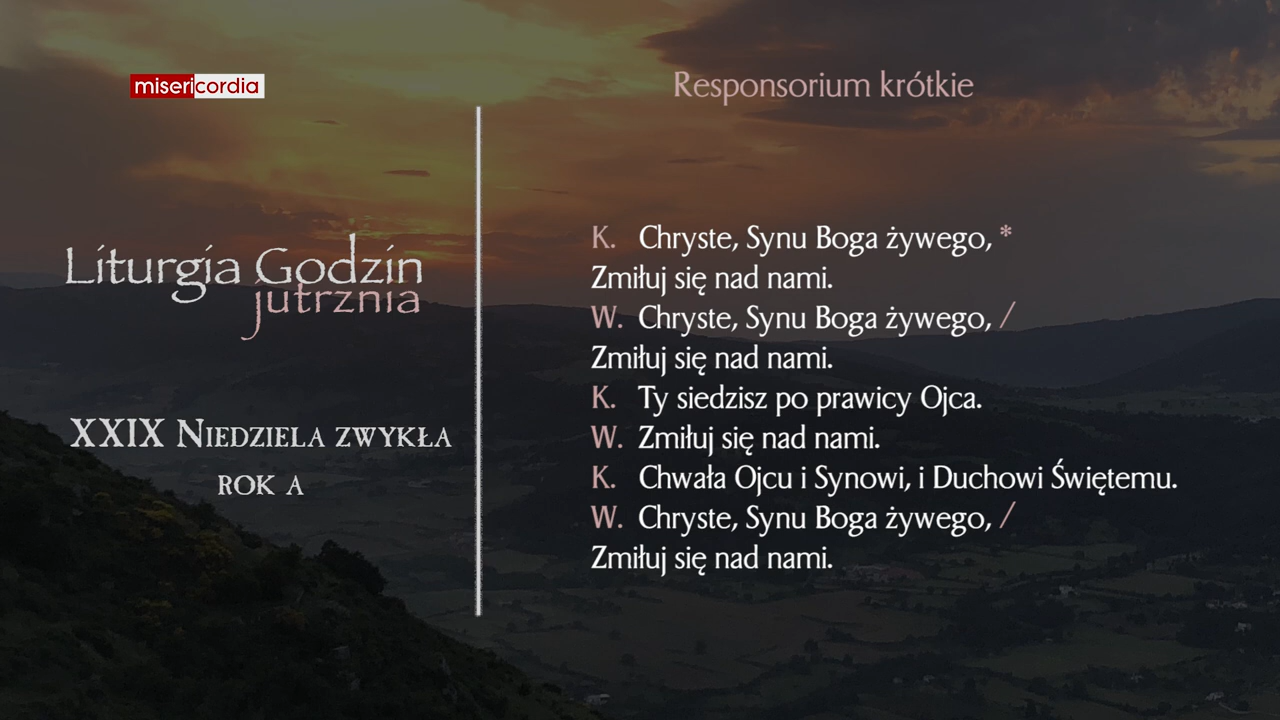 misericordia
Liturgia Godzin
jutrznia
XXIX Niedziela zwykła
rok A
Responsorium krótkie
K. Chryste, Synu Boga żywego, *
Zmiłuj się nad nami.
W. Chryste, Synu Boga żywego, /
Zmiłuj się nad nami.
K. Ty siedzisz po prawicy Ojca.
W. Zmiłuj się nad nami.
K. Chwała Ojcu i Synowi, i Duchowi Świętemu.
W. Chryste, Synu Boga żywego, /
Zmiłuj się nad nami.